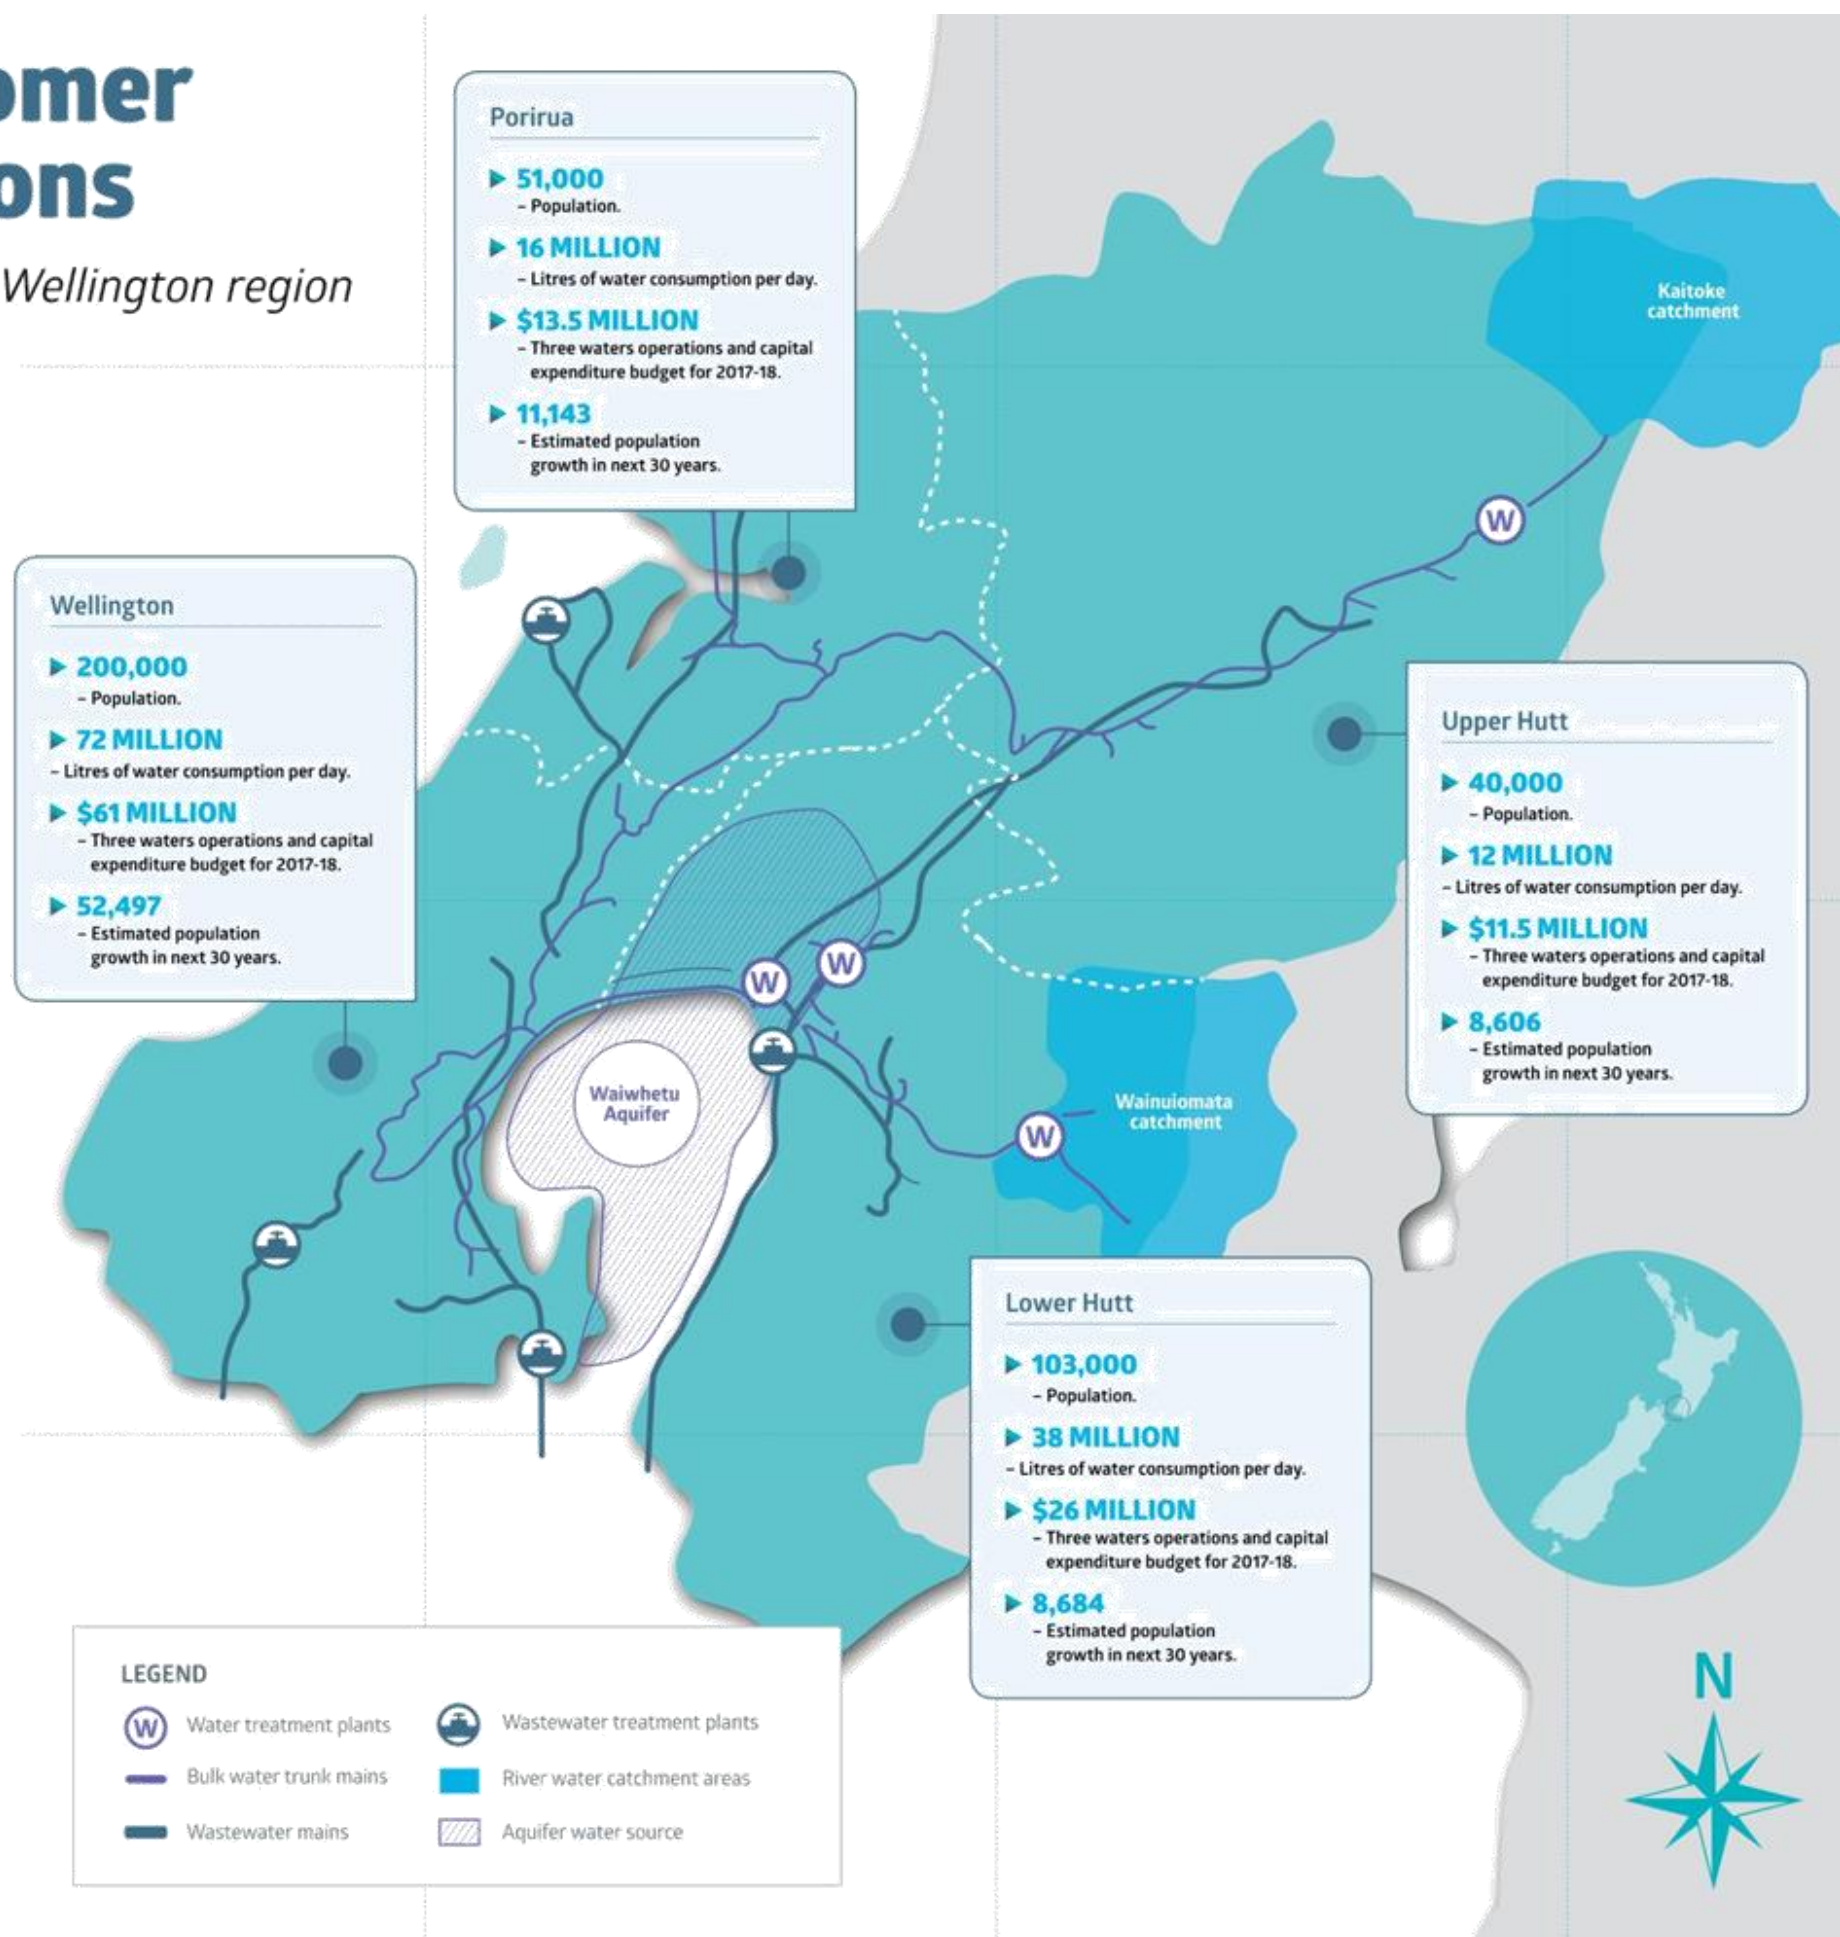 omer
ons
Wellington region
Porirua
51,000
– Population.
16 MILLION
– Litres of water consumption per day.
$13.5 MILLION
– Three waters operations and capital
expenditure budget for 2017-18.
11,143
– Estimated population
growth in next 30 years.
Kaitoke
catchment
W
Wellington
200,000
– Population.
72 MILLION
– Litres of water consumption per day.
$61 MILLION
– Three waters operations and capital
expenditure budget for 2017-18.
52,497
– Estimated population
growth in next 30 years.
Upper Hutt
40,000
– Population.
12 MILLION
– Litres of water consumption per day.
$11.5 MILLION
– Three waters operations and capital
expenditure budget for 2017-18.
8,606
– Estimated population
growth in next 30 years.
W
W
Waiwhetu
Aquifer
W
Wainuiomata
catchment
Lower Hutt
103,000
– Population.
38 MILLION
– Litres of water consumption per day.
$26 MILLION
– Three waters operations and capital
expenditure budget for 2017-18.
8,684
– Estimated population
growth in next 30 years.
LEGEND
W Water treatment plants
Bulk water trunk mains
Wastewater mains
Wastewater treatment plants
River water catchment areas
Aquifer water source
N